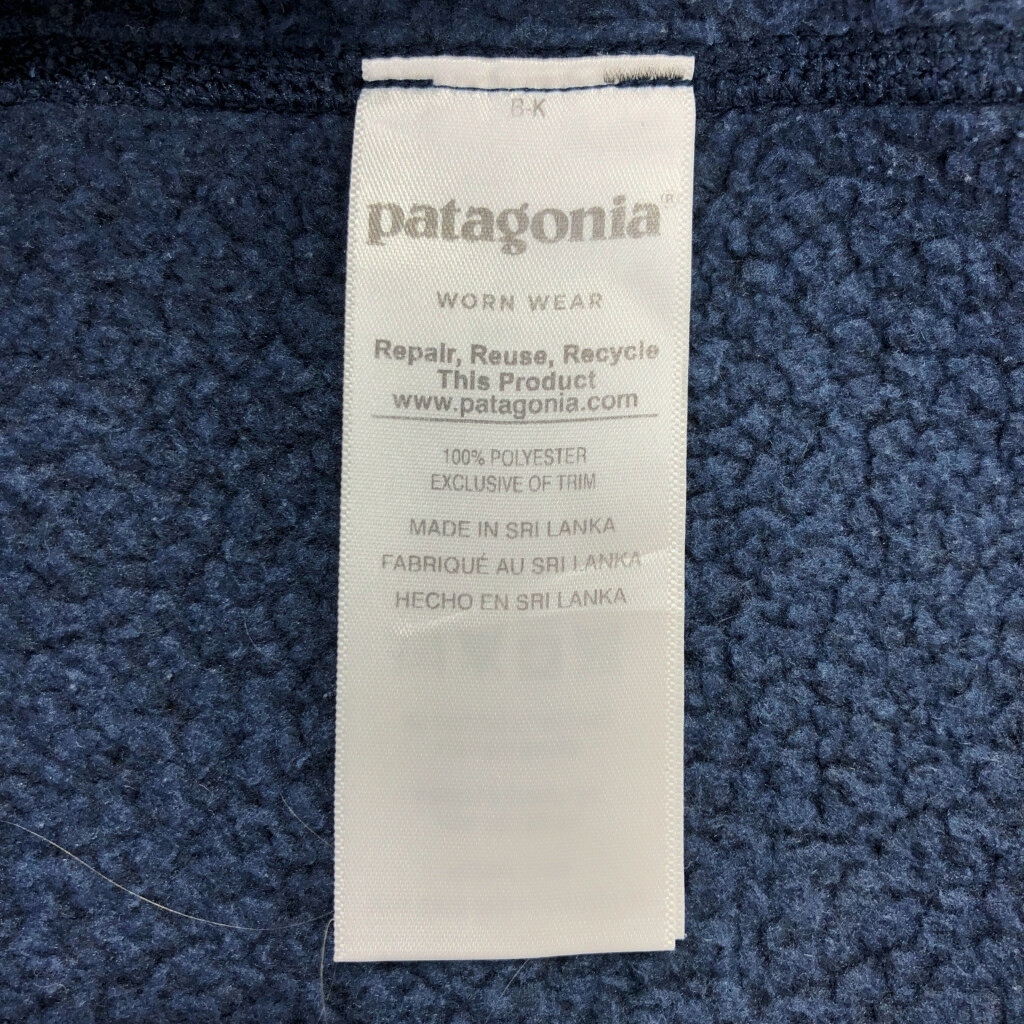 B-K
patagonia®
WORN WEAR
Repair, Reuse, Recycle
This Product
www.patagonia.com
100% POLYESTER
EXCLUSIVE OF TRIM
MADE IN SRI LANKA
FABRIQUÉ AU SRI LANKA
HECHO EN SRI LANKA